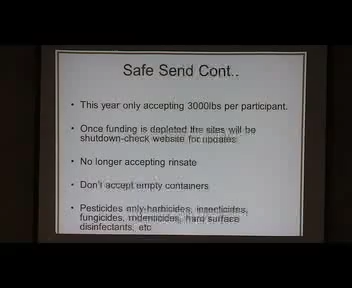 Safe Send Cont..
• This year only accepting 3000lbs per participant.
• Once funding is depleted the sites will be
shutdown-check website for updates
• No longer accepting rinsate
• Don't accept empty containers
• Pesticides only-herbicides, insecticides,
fungicides, rodenticides, hard surface
disinfectants, etc